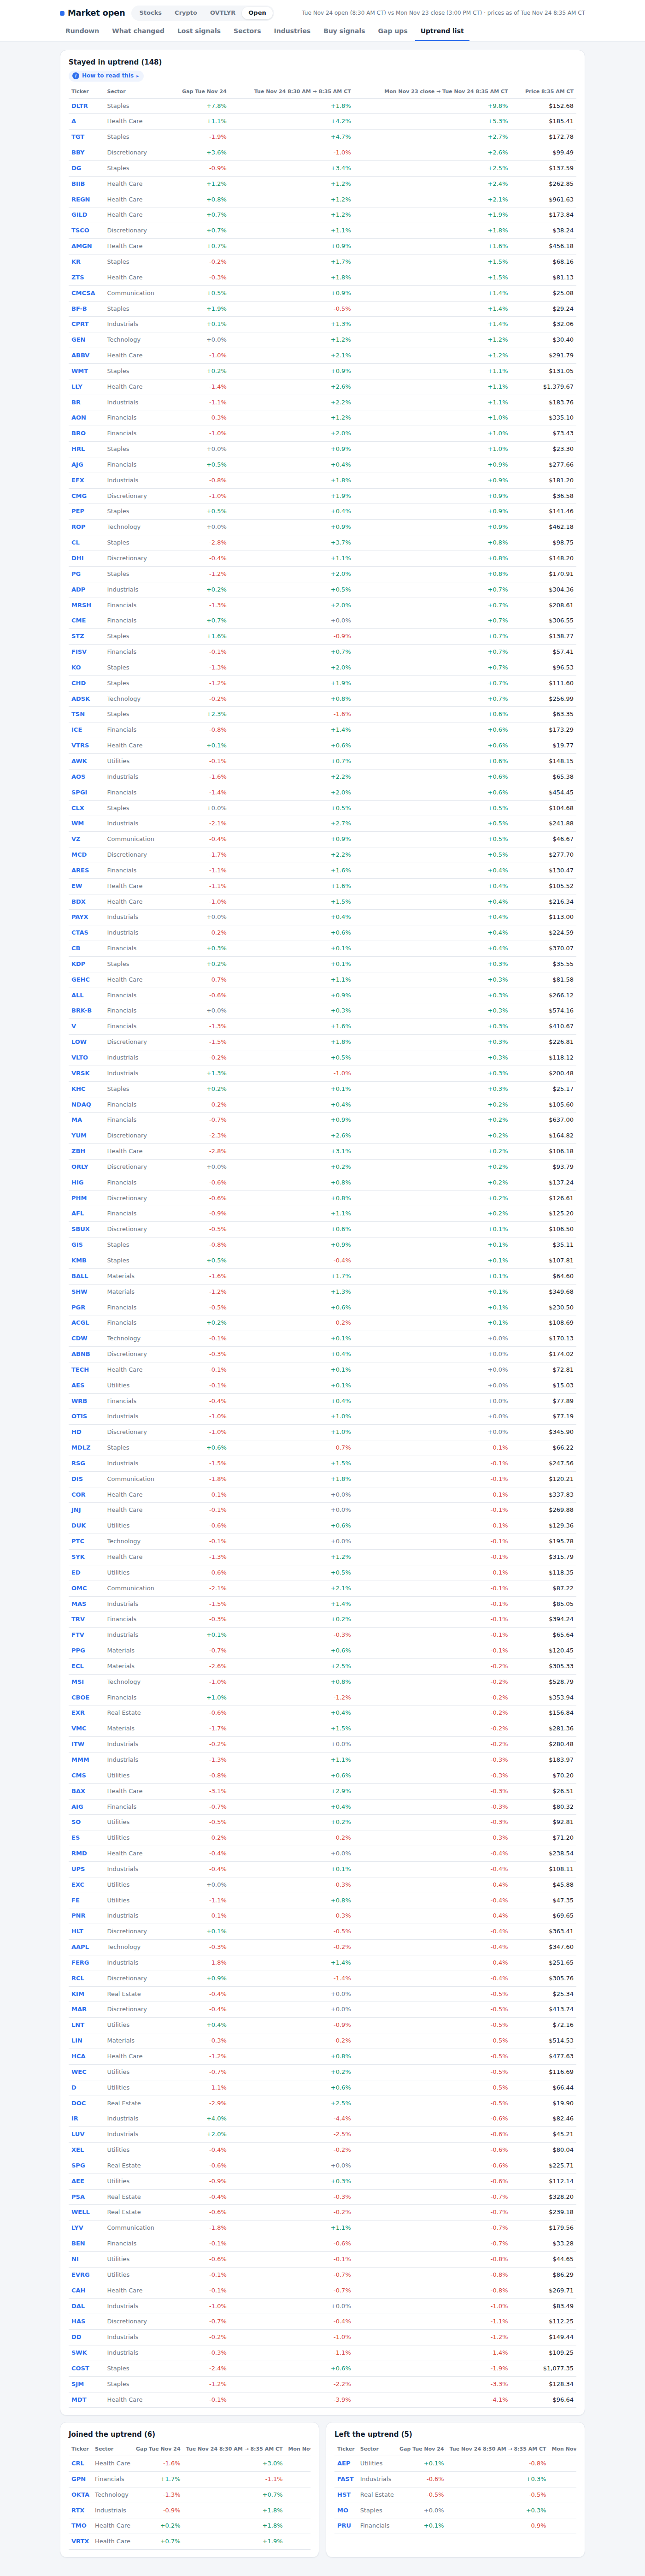 Market open Stocks Crypto OVTLYR Open Tue Nov 24 open (8:30 AM CT) vs Mon Nov 23 close (3:00 PM CT) · prices as of Tue Nov 24 8:35 AM CT
Rundown What changed Lost signals Sectors Industries Buy signals Gap ups Uptrend list
Stayed in uptrend (148)
How to read this
Ticker Sector Gap Tue Nov 24 Tue Nov 24 8:30 AM → 8:35 AM CT Mon Nov 23 close → Tue Nov 24 8:35 AM CT Price 8:35 AM CT
DLTR Staples +7.8% +1.8% +9.8% $152.68
A Health Care +1.1% +4.2% +5.3% $185.41
TGT Staples -1.9% +4.7% +2.7% $172.78
BBY Discretionary +3.6% -1.0% +2.6% $99.49
DG Staples -0.9% +3.4% +2.5% $137.59
BIIB Health Care +1.2% +1.2% +2.4% $262.85
REGN Health Care +0.8% +1.2% +2.1% $961.63
GILD Health Care +0.7% +1.2% +1.9% $173.84
TSCO Discretionary +0.7% +1.1% +1.8% $38.24
AMGN Health Care +0.7% +0.9% +1.6% $456.18
KR Staples -0.2% +1.7% +1.5% $68.16
ZTS Health Care -0.3% +1.8% +1.5% $81.13
CMCSA Communication +0.5% +0.9% +1.4% $25.08
BF-B Staples +1.9% -0.5% +1.4% $29.24
CPRT Industrials +0.1% +1.3% +1.4% $32.06
GEN Technology +0.0% +1.2% +1.2% $30.40
ABBV Health Care -1.0% +2.1% +1.2% $291.79
WMT Staples +0.2% +0.9% +1.1% $131.05
LLY Health Care -1.4% +2.6% +1.1% $1,379.67
BR Industrials -1.1% +2.2% +1.1% $183.76
AON Financials -0.3% +1.2% +1.0% $335.10
BRO Financials -1.0% +2.0% +1.0% $73.43
HRL Staples +0.0% +0.9% +1.0% $23.30
AJG Financials +0.5% +0.4% +0.9% $277.66
EFX Industrials -0.8% +1.8% +0.9% $181.20
CMG Discretionary -1.0% +1.9% +0.9% $36.58
PEP Staples +0.5% +0.4% +0.9% $141.46
ROP Technology +0.0% +0.9% +0.9% $462.18
CL Staples -2.8% +3.7% +0.8% $98.75
DHI Discretionary -0.4% +1.1% +0.8% $148.20
PG Staples -1.2% +2.0% +0.8% $170.91
ADP Industrials +0.2% +0.5% +0.7% $304.36
MRSH Financials -1.3% +2.0% +0.7% $208.61
CME Financials +0.7% +0.0% +0.7% $306.55
STZ Staples +1.6% -0.9% +0.7% $138.77
FISV Financials -0.1% +0.7% +0.7% $57.41
KO Staples -1.3% +2.0% +0.7% $96.53
CHD Staples -1.2% +1.9% +0.7% $111.60
ADSK Technology -0.2% +0.8% +0.7% $256.99
TSN Staples +2.3% -1.6% +0.6% $63.35
ICE Financials -0.8% +1.4% +0.6% $173.29
VTRS Health Care +0.1% +0.6% +0.6% $19.77
AWK Utilities -0.1% +0.7% +0.6% $148.15
AOS Industrials -1.6% +2.2% +0.6% $65.38
SPGI Financials -1.4% +2.0% +0.6% $454.45
CLX Staples +0.0% +0.5% +0.5% $104.68
WM Industrials -2.1% +2.7% +0.5% $241.88
VZ Communication -0.4% +0.9% +0.5% $46.67
MCD Discretionary -1.7% +2.2% +0.5% $277.70
ARES Financials -1.1% +1.6% +0.4% $130.47
EW Health Care -1.1% +1.6% +0.4% $105.52
BDX Health Care -1.0% +1.5% +0.4% $216.34
PAYX Industrials +0.0% +0.4% +0.4% $113.00
CTAS Industrials -0.2% +0.6% +0.4% $224.59
CB Financials +0.3% +0.1% +0.4% $370.07
KDP Staples +0.2% +0.1% +0.3% $35.55
GEHC Health Care -0.7% +1.1% +0.3% $81.58
ALL Financials -0.6% +0.9% +0.3% $266.12
BRK-B Financials +0.0% +0.3% +0.3% $574.16
V Financials -1.3% +1.6% +0.3% $410.67
LOW Discretionary -1.5% +1.8% +0.3% $226.81
VLTO Industrials -0.2% +0.5% +0.3% $118.12
VRSK Industrials +1.3% -1.0% +0.3% $200.48
KHC Staples +0.2% +0.1% +0.3% $25.17
NDAQ Financials -0.2% +0.4% +0.2% $105.60
MA Financials -0.7% +0.9% +0.2% $637.00
YUM Discretionary -2.3% +2.6% +0.2% $164.82
ZBH Health Care -2.8% +3.1% +0.2% $106.18
ORLY Discretionary +0.0% +0.2% +0.2% $93.79
HIG Financials -0.6% +0.8% +0.2% $137.24
PHM Discretionary -0.6% +0.8% +0.2% $126.61
AFL Financials -0.9% +1.1% +0.2% $125.20
SBUX Discretionary -0.5% +0.6% +0.1% $106.50
GIS Staples -0.8% +0.9% +0.1% $35.11
KMB Staples +0.5% -0.4% +0.1% $107.81
BALL Materials -1.6% +1.7% +0.1% $64.60
SHW Materials -1.2% +1.3% +0.1% $349.68
PGR Financials -0.5% +0.6% +0.1% $230.50
ACGL Financials +0.2% -0.2% +0.1% $108.69
CDW Technology -0.1% +0.1% +0.0% $170.13
ABNB Discretionary -0.3% +0.4% +0.0% $174.02
TECH Health Care -0.1% +0.1% +0.0% $72.81
AES Utilities -0.1% +0.1% +0.0% $15.03
WRB Financials -0.4% +0.4% +0.0% $77.89
OTIS Industrials -1.0% +1.0% +0.0% $77.19
HD Discretionary -1.0% +1.0% +0.0% $345.90
MDLZ Staples +0.6% -0.7% -0.1% $66.22
RSG Industrials -1.5% +1.5% -0.1% $247.56
DIS Communication -1.8% +1.8% -0.1% $120.21
COR Health Care -0.1% +0.0% -0.1% $337.83
JNJ Health Care -0.1% +0.0% -0.1% $269.88
DUK Utilities -0.6% +0.6% -0.1% $129.36
PTC Technology -0.1% +0.0% -0.1% $195.78
SYK Health Care -1.3% +1.2% -0.1% $315.79
ED Utilities -0.6% +0.5% -0.1% $118.35
OMC Communication -2.1% +2.1% -0.1% $87.22
MAS Industrials -1.5% +1.4% -0.1% $85.05
TRV Financials -0.3% +0.2% -0.1% $394.24
FTV Industrials +0.1% -0.3% -0.1% $65.64
PPG Materials -0.7% +0.6% -0.1% $120.45
ECL Materials -2.6% +2.5% -0.2% $305.33
MSI Technology -1.0% +0.8% -0.2% $528.79
CBOE Financials +1.0% -1.2% -0.2% $353.94
EXR Real Estate -0.6% +0.4% -0.2% $156.84
VMC Materials -1.7% +1.5% -0.2% $281.36
ITW Industrials -0.2% +0.0% -0.2% $280.48
MMM Industrials -1.3% +1.1% -0.3% $183.97
CMS Utilities -0.8% +0.6% -0.3% $70.20
BAX Health Care -3.1% +2.9% -0.3% $26.51
AIG Financials -0.7% +0.4% -0.3% $80.32
SO Utilities -0.5% +0.2% -0.3% $92.81
ES Utilities -0.2% -0.2% -0.3% $71.20
RMD Health Care -0.4% +0.0% -0.4% $238.54
UPS Industrials -0.4% +0.1% -0.4% $108.11
EXC Utilities +0.0% -0.3% -0.4% $45.88
FE Utilities -1.1% +0.8% -0.4% $47.35
PNR Industrials -0.1% -0.3% -0.4% $69.65
HLT Discretionary +0.1% -0.5% -0.4% $363.41
AAPL Technology -0.3% -0.2% -0.4% $347.60
FERG Industrials -1.8% +1.4% -0.4% $251.65
RCL Discretionary +0.9% -1.4% -0.4% $305.76
KIM Real Estate -0.4% +0.0% -0.5% $25.34
MAR Discretionary -0.4% +0.0% -0.5% $413.74
LNT Utilities +0.4% -0.9% -0.5% $72.16
LIN Materials -0.3% -0.2% -0.5% $514.53
HCA Health Care -1.2% +0.8% -0.5% $477.63
WEC Utilities -0.7% +0.2% -0.5% $116.69
D Utilities -1.1% +0.6% -0.5% $66.44
DOC Real Estate -2.9% +2.5% -0.5% $19.90
IR Industrials +4.0% -4.4% -0.6% $82.46
LUV Industrials +2.0% -2.5% -0.6% $45.21
XEL Utilities -0.4% -0.2% -0.6% $80.04
SPG Real Estate -0.6% +0.0% -0.6% $225.71
AEE Utilities -0.9% +0.3% -0.6% $112.14
PSA Real Estate -0.4% -0.3% -0.7% $328.20
WELL Real Estate -0.6% -0.2% -0.7% $239.18
LYV Communication -1.8% +1.1% -0.7% $179.56
BEN Financials -0.1% -0.6% -0.7% $33.28
NI Utilities -0.6% -0.1% -0.8% $44.65
EVRG Utilities -0.1% -0.7% -0.8% $86.29
CAH Health Care -0.1% -0.7% -0.8% $269.71
DAL Industrials -1.0% +0.0% -1.0% $83.49
HAS Discretionary -0.7% -0.4% -1.1% $112.25
DD Industrials -0.2% -1.0% -1.2% $149.44
SWK Industrials -0.3% -1.1% -1.4% $109.25
COST Staples -2.4% +0.6% -1.9% $1,077.35
SJM Staples -1.2% -2.2% -3.3% $128.34
MDT Health Care -0.1% -3.9% -4.1% $96.64
Joined the uptrend (6)
Ticker Sector Gap Tue Nov 24 Tue Nov 24 8:30 AM → 8:35 AM CT Mon No
CRL Health Care -1.6% +3.0%
GPN Financials +1.7% -1.1%
OKTA Technology -1.3% +0.7%
RTX Industrials -0.9% +1.8%
TMO Health Care +0.2% +1.8%
VRTX Health Care +0.7% +1.9%
Left the uptrend (5)
Ticker Sector Gap Tue Nov 24 Tue Nov 24 8:30 AM → 8:35 AM CT Mon Nov
AEP Utilities +0.1% -0.8%
FAST Industrials -0.6% +0.3%
HST Real Estate -0.5% -0.5%
MO Staples +0.0% +0.3%
PRU Financials +0.1% -0.9%